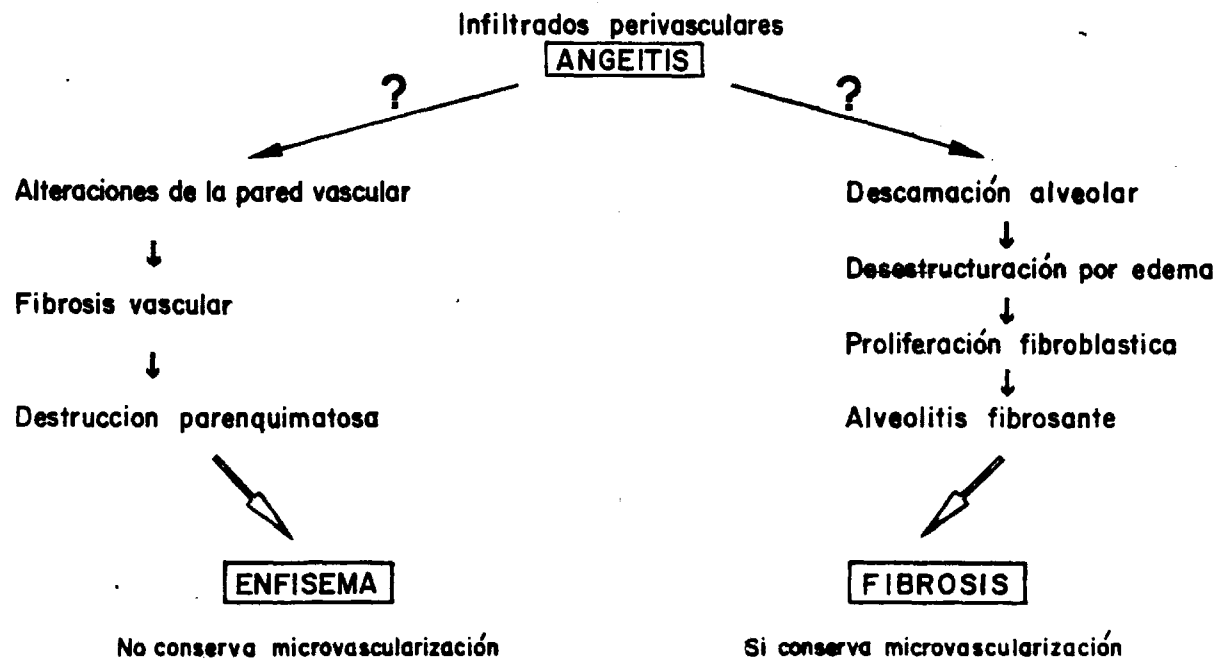 Infiltrados perivasculares
ANGEITIS
? ?
Alteraciones de la pared vascular
Fibrosis vascular
Destruccion parenquimatosa
ENFISEMA
No conserva microvascularización
Descamación alveolar
Desestructuración por edema
Proliferación fibroblastica
Alveolitis fibrosante
FIBROSIS
Si conserva microvascularización